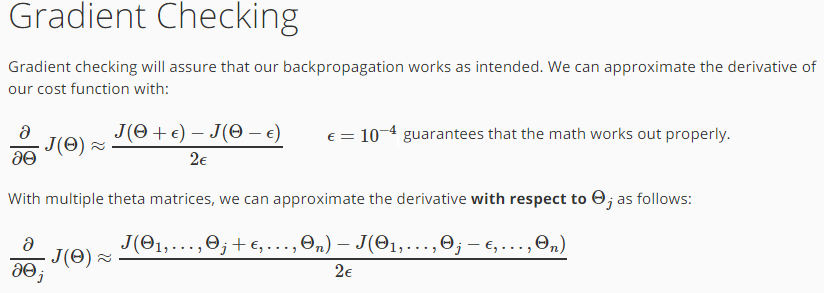 Gradient Checking
Gradient checking will assure that our backpropagation works as intended. We can approximate the derivative of
our cost function with:
∂/∂Θ J(Θ) ≈ (J(Θ + ϵ) − J(Θ − ϵ))/2ϵ    ϵ = 10⁻⁴ guarantees that the math works out properly.
With multiple theta matrices, we can approximate the derivative with respect to Θⱼ as follows:
∂/∂Θⱼ J(Θ) ≈ (J(Θ₁, …, Θⱼ + ϵ, …, Θₙ) − J(Θ₁, …, Θⱼ − ϵ, …, Θₙ))/2ϵ